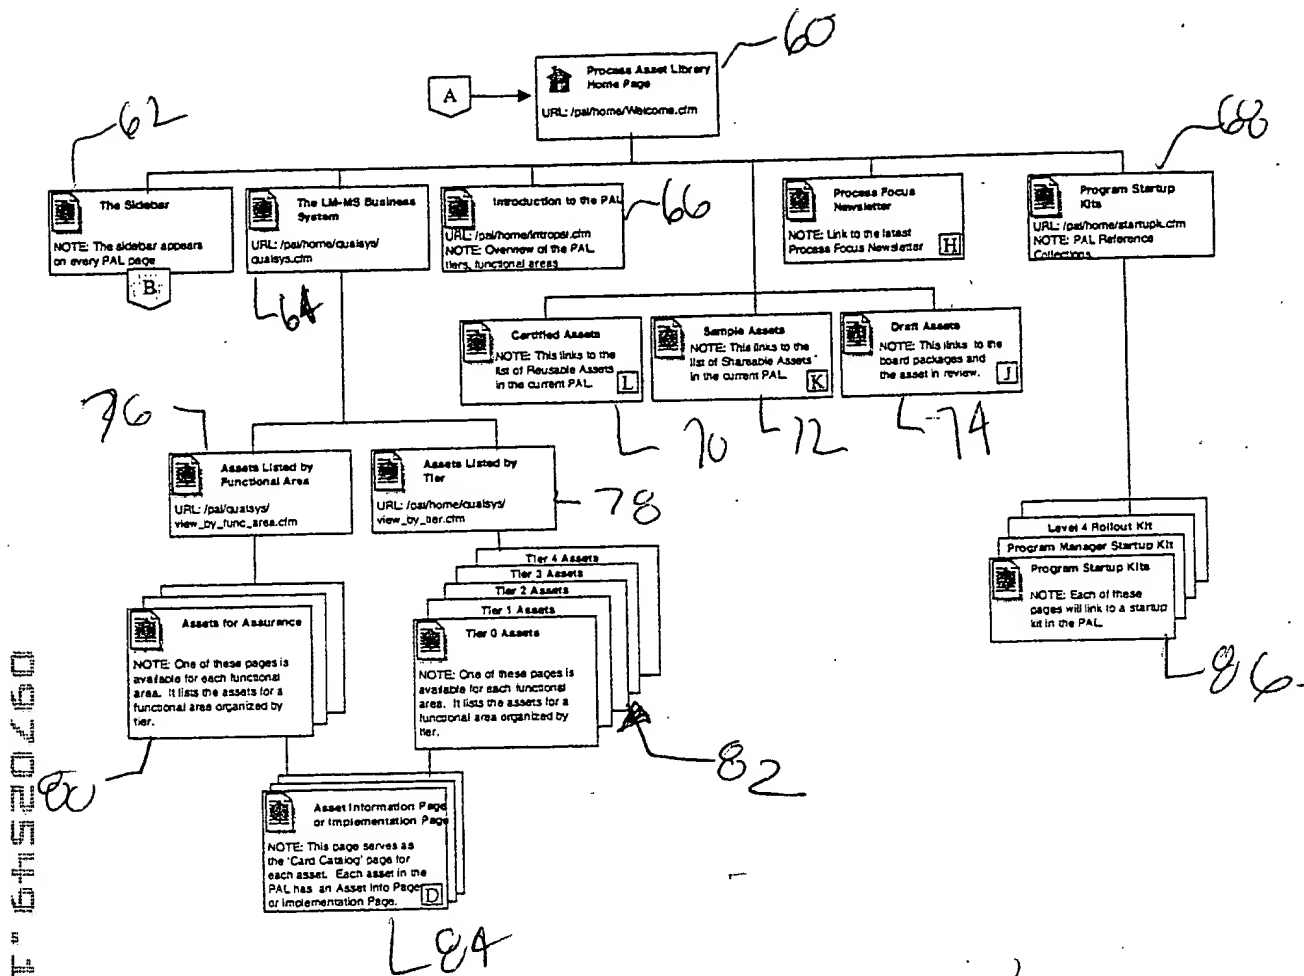 60
Process Asset Library
Home Page
URL: /pal/home/Welcome.cfm
A
62
68
The Sidebar
NOTE: The sidebar appears
on every PAL page
B
The LM-MS Business
System
URL: /pal/home/qualsys/
qualsys.cfm
64
Introduction to the PAL
URL: /pal/home/intropal.cfm
NOTE: Overview of the PAL
tiers, functional areas
66
Process Focus
Newsletter
NOTE: Link to the latest
Process Focus Newsletter
H
Program Startup
Kits
URL: /pal/home/startupk.cfm
NOTE: PAL Reference
Collections
Certified Assets
NOTE: This links to the
list of Reusable Assets
in the current PAL.
L
70
Sample Assets
NOTE: This links to the
list of Shareable Assets
in the current PAL.
K
72
Draft Assets
NOTE: This links to the
board packages and
the asset in review.
J
74
76
Assets Listed by
Functional Area
URL: /pal/qualsys/
view_by_func_area.cfm
Assets Listed by
Tier
URL: /pal/home/qualsys/
view_by_tier.cfm
78
Level 4 Rollout Kit
Program Manager Startup Kit
Program Startup Kits
NOTE: Each of these
pages will link to a startup
kit in the PAL.
86
Assets for Assurance
NOTE: One of these pages is
available for each functional
area. It lists the assets for a
functional area organized by
tier.
80
Tier 4 Assets
Tier 3 Assets
Tier 2 Assets
Tier 1 Assets
Tier 0 Assets
NOTE: One of these pages is
available for each functional
area. It lists the assets for a
functional area organized by
tier.
82
Asset Information Page
or Implementation Page
NOTE: This page serves as
the 'Card Catalog' page for
each asset. Each asset in the
PAL has an Asset Info Page
or Implementation Page.
D
84